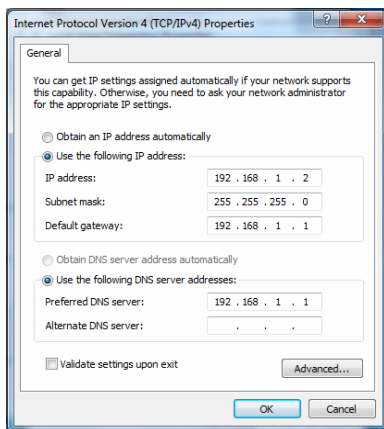 Internet Protocol Version 4 (TCP/IPv4) Properties
General
You can get IP settings assigned automatically if your network supports
this capability. Otherwise, you need to ask your network administrator
for the appropriate IP settings.
Obtain an IP address automatically
Use the following IP address:
IP address: 192 . 168 . 1 . 2
Subnet mask: 255 . 255 . 255 . 0
Default gateway: 192 . 168 . 1 . 1
Obtain DNS server address automatically
Use the following DNS server addresses:
Preferred DNS server: 192 . 168 . 1 . 1
Alternate DNS server: . . .
Validate settings upon exit
Advanced...
OK Cancel